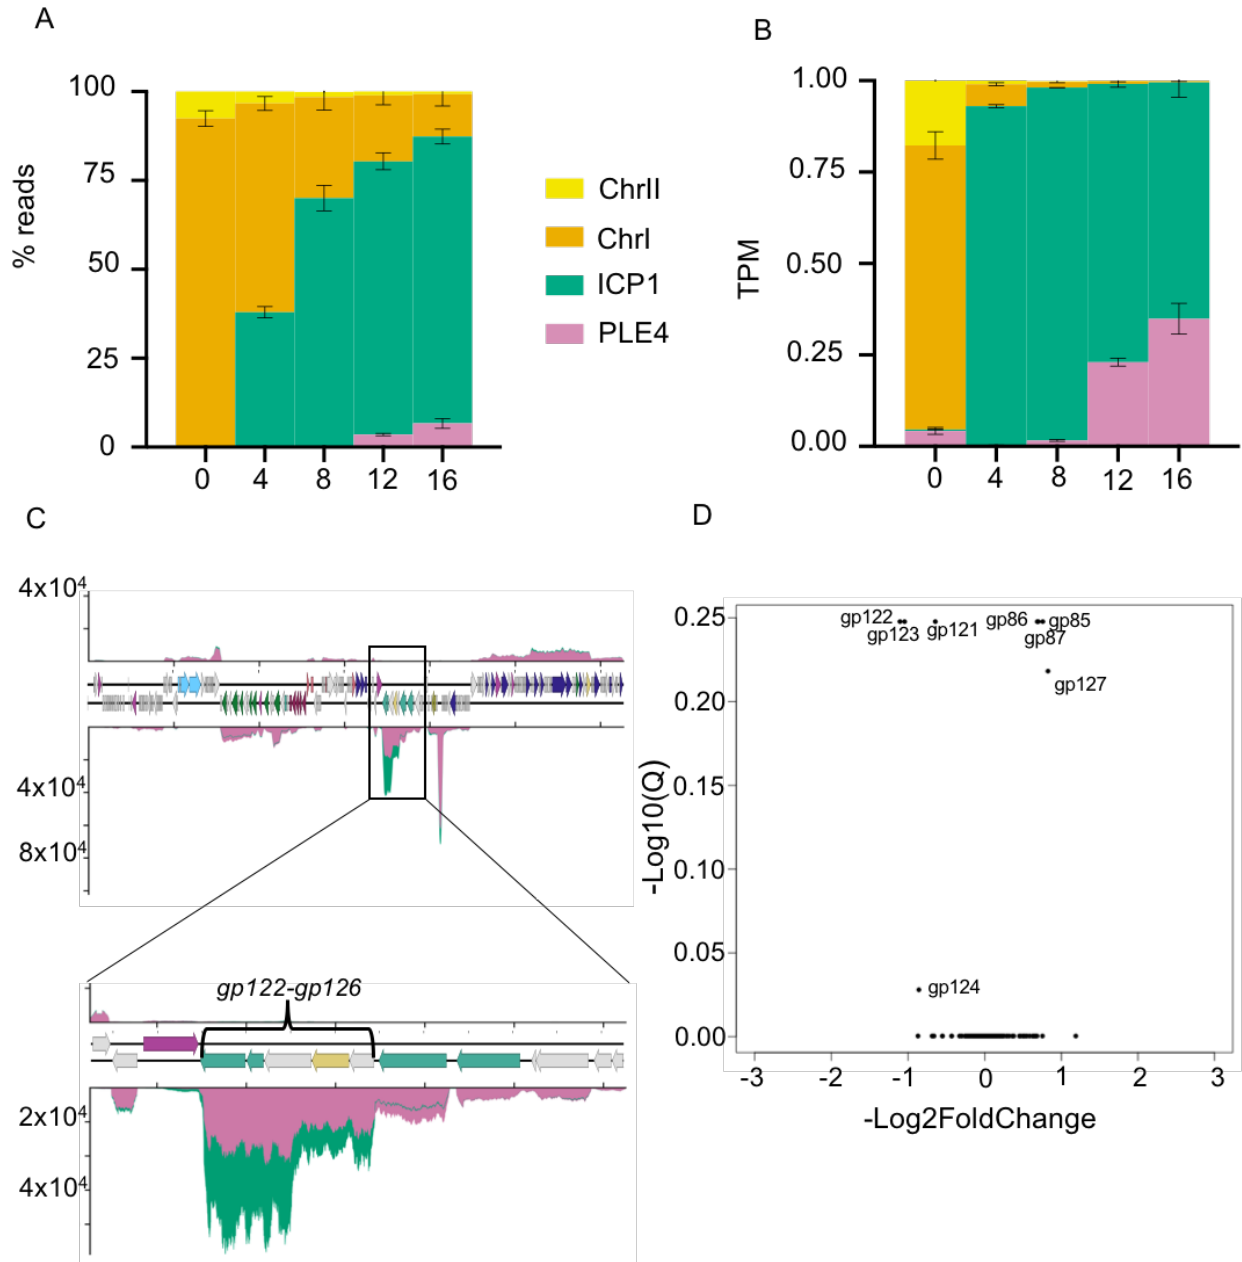 A
B
100
75
50
25
0
% reads
0 4 8 12 16
ChrII
ChrI
ICP1
PLE4
1.00
0.75
0.50
0.25
0.00
TPM
0 4 8 12 16
C
D
4x10⁴
4x10⁴
8x10⁴
gp122-gp126
2x10⁴
4x10⁴
0.25
0.20
0.15
0.10
0.05
0.00
-Log10(Q)
gp122
gp123
gp121
gp86
gp85
gp87
gp127
gp124
-3 -2 -1 0 1 2 3
-Log2FoldChange